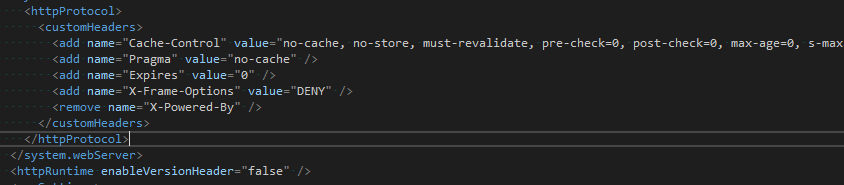 <httpProtocol>
<customHeaders>
<add name="Cache-Control" value="no-cache, no-store, must-revalidate, pre-check=0, post-check=0, max-age=0, s-max
<add name="Pragma" value="no-cache" />
<add name="Expires" value="0" />
<add name="X-Frame-Options" value="DENY" />
<remove name="X-Powered-By" />
</customHeaders>
</httpProtocol>
</system.webServer>
<httpRuntime enableVersionHeader="false" />